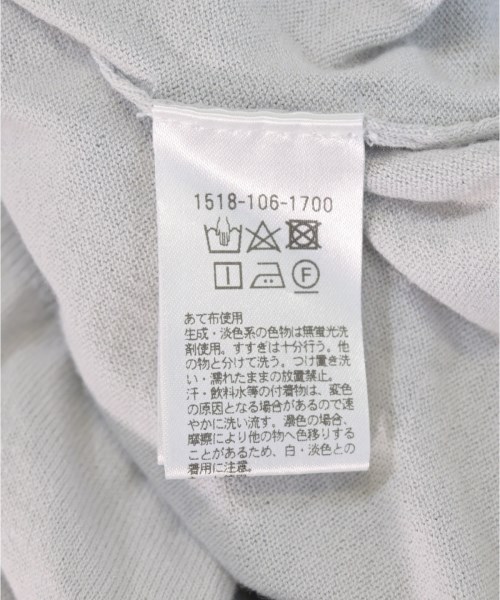 1518-106-1700
F
あて布使用
生成・淡色系の色物は無蛍光洗
剤使用。すすぎは十分行う。他
の物と分けて洗う。つけ置き洗
い・濡れたままの放置禁止。
汗・飲料水等の付着物は、変色
の原因となる場合があるので速
やかに洗い流す。濃色の場合、
摩擦により他の物へ色移りする
ことがあるため、白・淡色との
着用に注意。